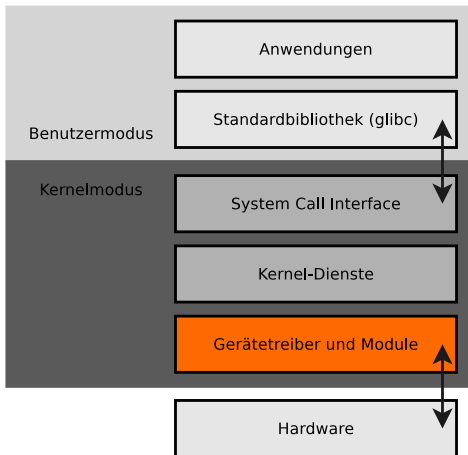 Anwendungen
Standardbibliothek (glibc)
Benutzermodus
Kernelmodus
System Call Interface
Kernel-Dienste
Gerätetreiber und Module
Hardware